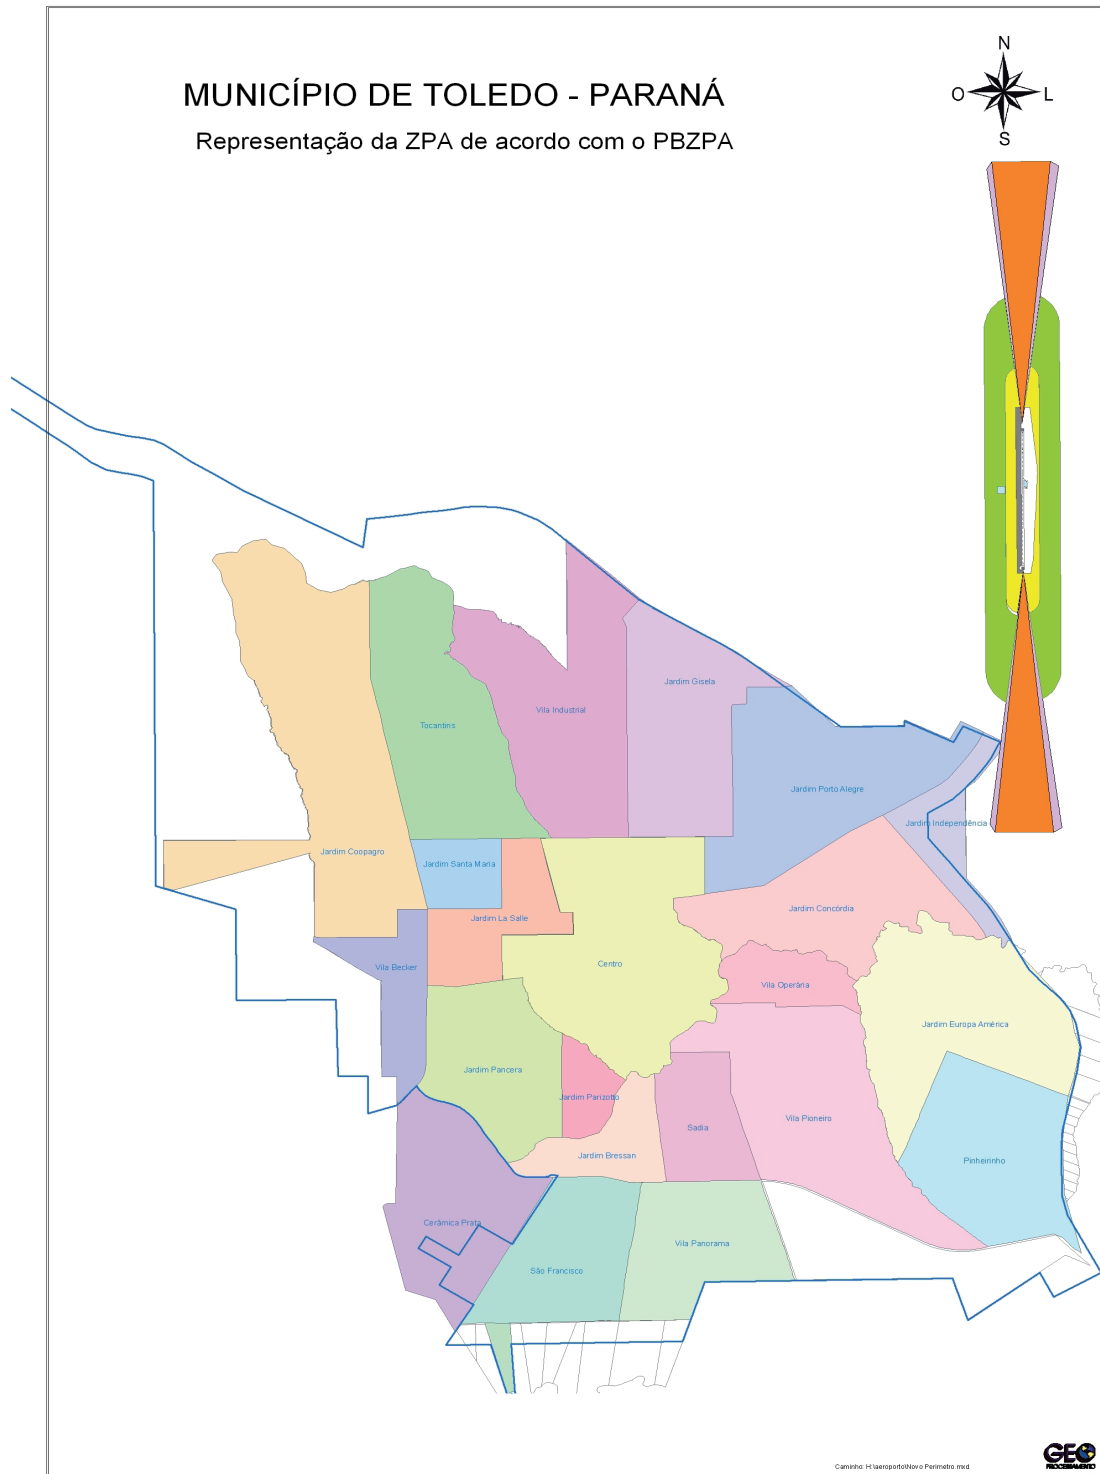 N
O L
S
MUNICÍPIO DE TOLEDO - PARANÁ
Representação da ZPA de acordo com o PBZPA
Jardim Gisela
Vila Industrial
Tocantins
Jardim Porto Alegre
Jardim Independência
Jardim Coopagro
Jardim Santa Maria
Jardim Concórdia
Jardim La Salle
Centro
Vila Becker
Vila Operária
Jardim Europa América
Jardim Pancera
Jardim Parizotto
Vila Pioneiro
Sadia
Jardim Bressan
Pinheirinho
Cerâmica Prata
Vila Panorama
São Francisco
GEO
PROCESSAMENTO
Caminho: H:\aeroporto\Novo Perimetro.mxd